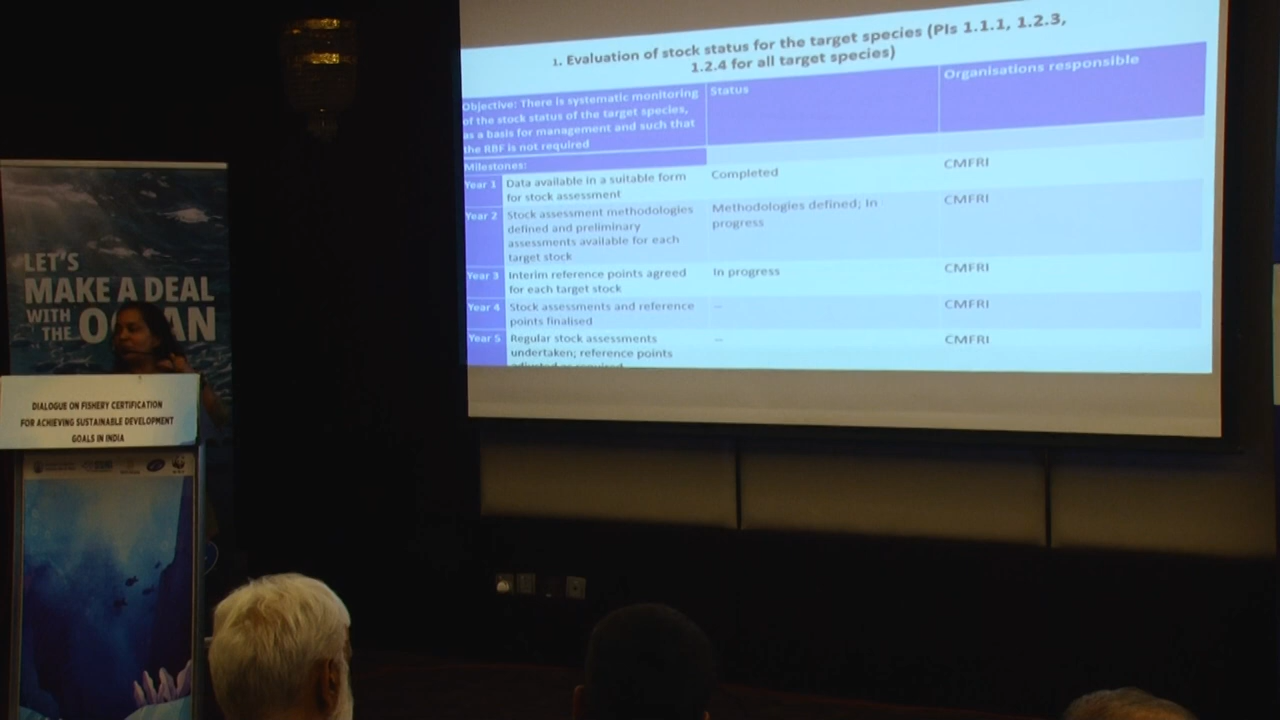 1. Evaluation of stock status for the target species (PIs 1.1.1, 1.2.3,
1.2.4 for all target species)
Objective: There is systematic monitoring
of the stock status of the target species,
as a basis for management and such that
the RBF is not required
Status
Organisations responsible
Milestones:
Year 1
Data available in a suitable form
for stock assessment
Completed
CMFRI
Year 2
Stock assessment methodologies
defined and preliminary
assessments available for each
target stock
Methodologies defined; In
progress
CMFRI
Year 3
Interim reference points agreed
for each target stock
In progress
CMFRI
Year 4
Stock assessments and reference
points finalised
--
CMFRI
Year 5
Regular stock assessments
undertaken; reference points
--
CMFRI
LET'S
MAKE A DEAL
WITH
THE
DIALOGUE ON FISHERY CERTIFICATION
FOR ACHIEVING SUSTAINABLE DEVELOPMENT
GOALS IN INDIA